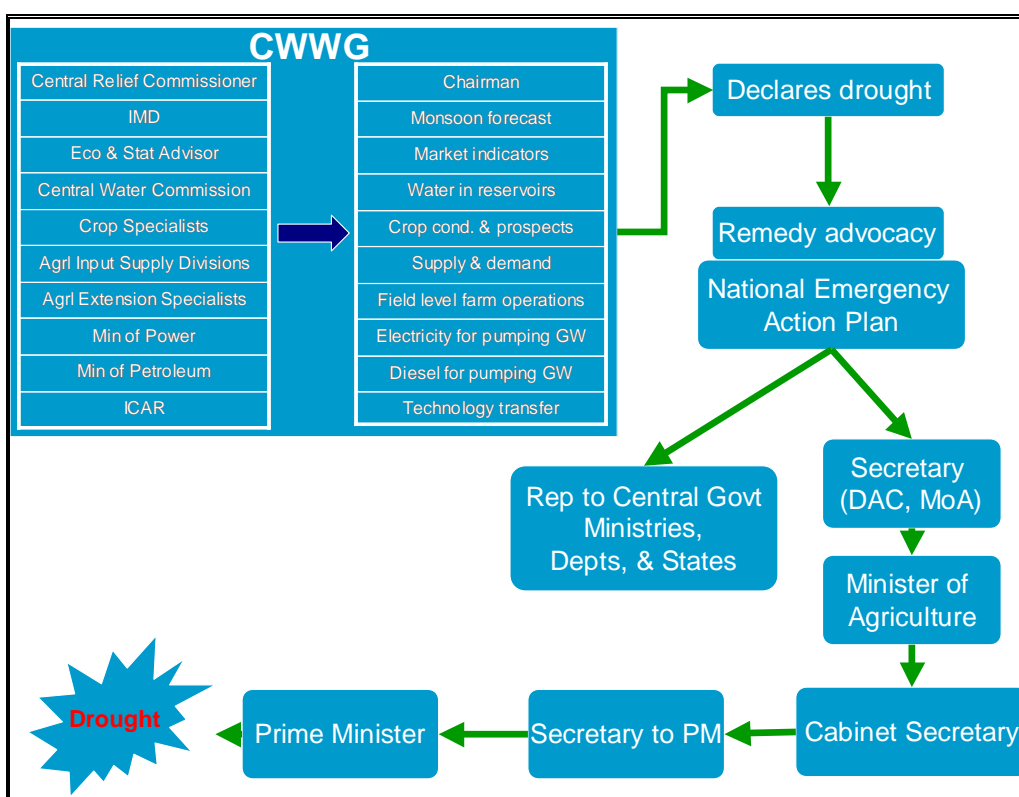 CWWG
Central Relief Commissioner
IMD
Eco & Stat Advisor
Central Water Commission
Crop Specialists
Agrl Input Supply Divisions
Agrl Extension Specialists
Min of Power
Min of Petroleum
ICAR
Chairman
Monsoon forecast
Market indicators
Water in reservoirs
Crop cond. & prospects
Supply & demand
Field level farm operations
Electricity for pumping GW
Diesel for pumping GW
Technology transfer
Declares drought
Remedy advocacy
National Emergency
Action Plan
Rep to Central Govt
Ministries,
Depts, & States
Secretary
(DAC, MoA)
Minister of
Agriculture
Cabinet Secretary
Secretary to PM
Prime Minister
Drought